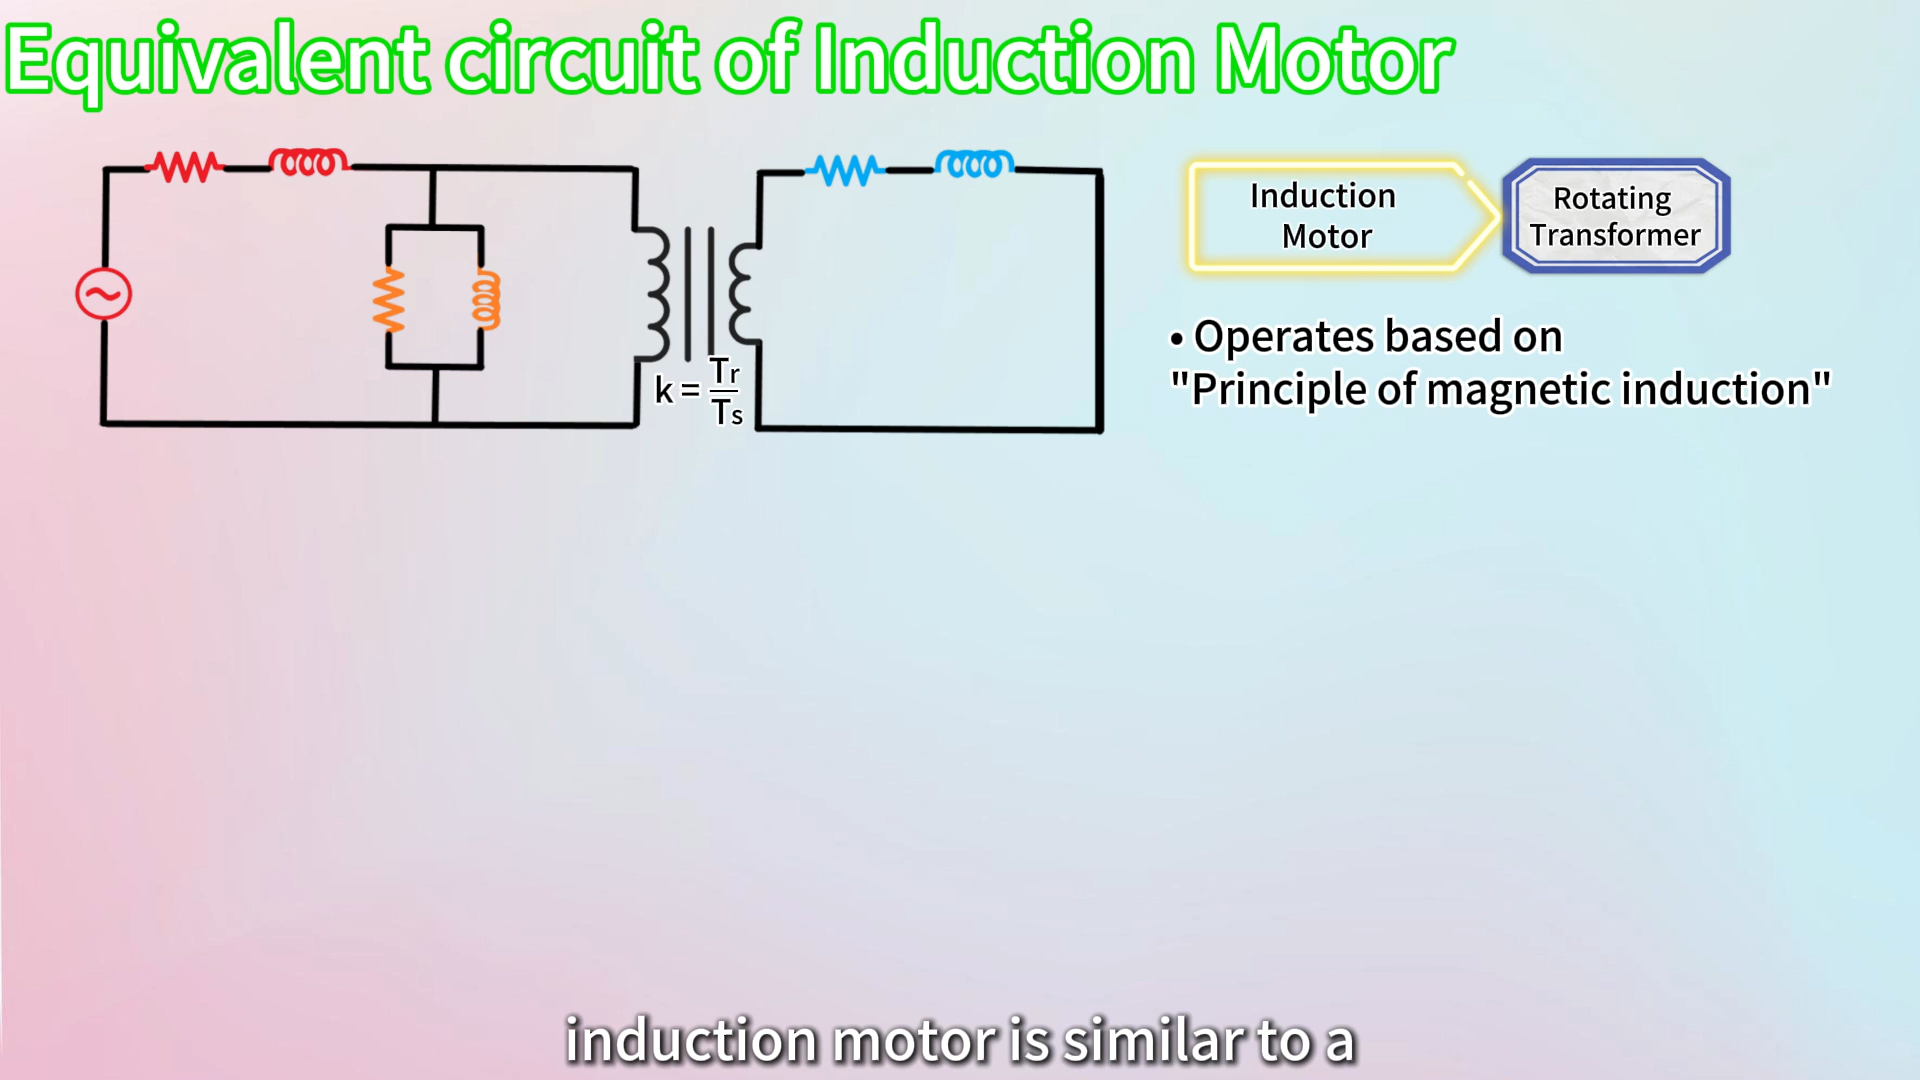 Equivalent circuit of Induction Motor
Induction
Motor
Rotating
Transformer
• Operates based on
"Principle of magnetic induction"
k = Tr/Ts
induction motor is similar to a